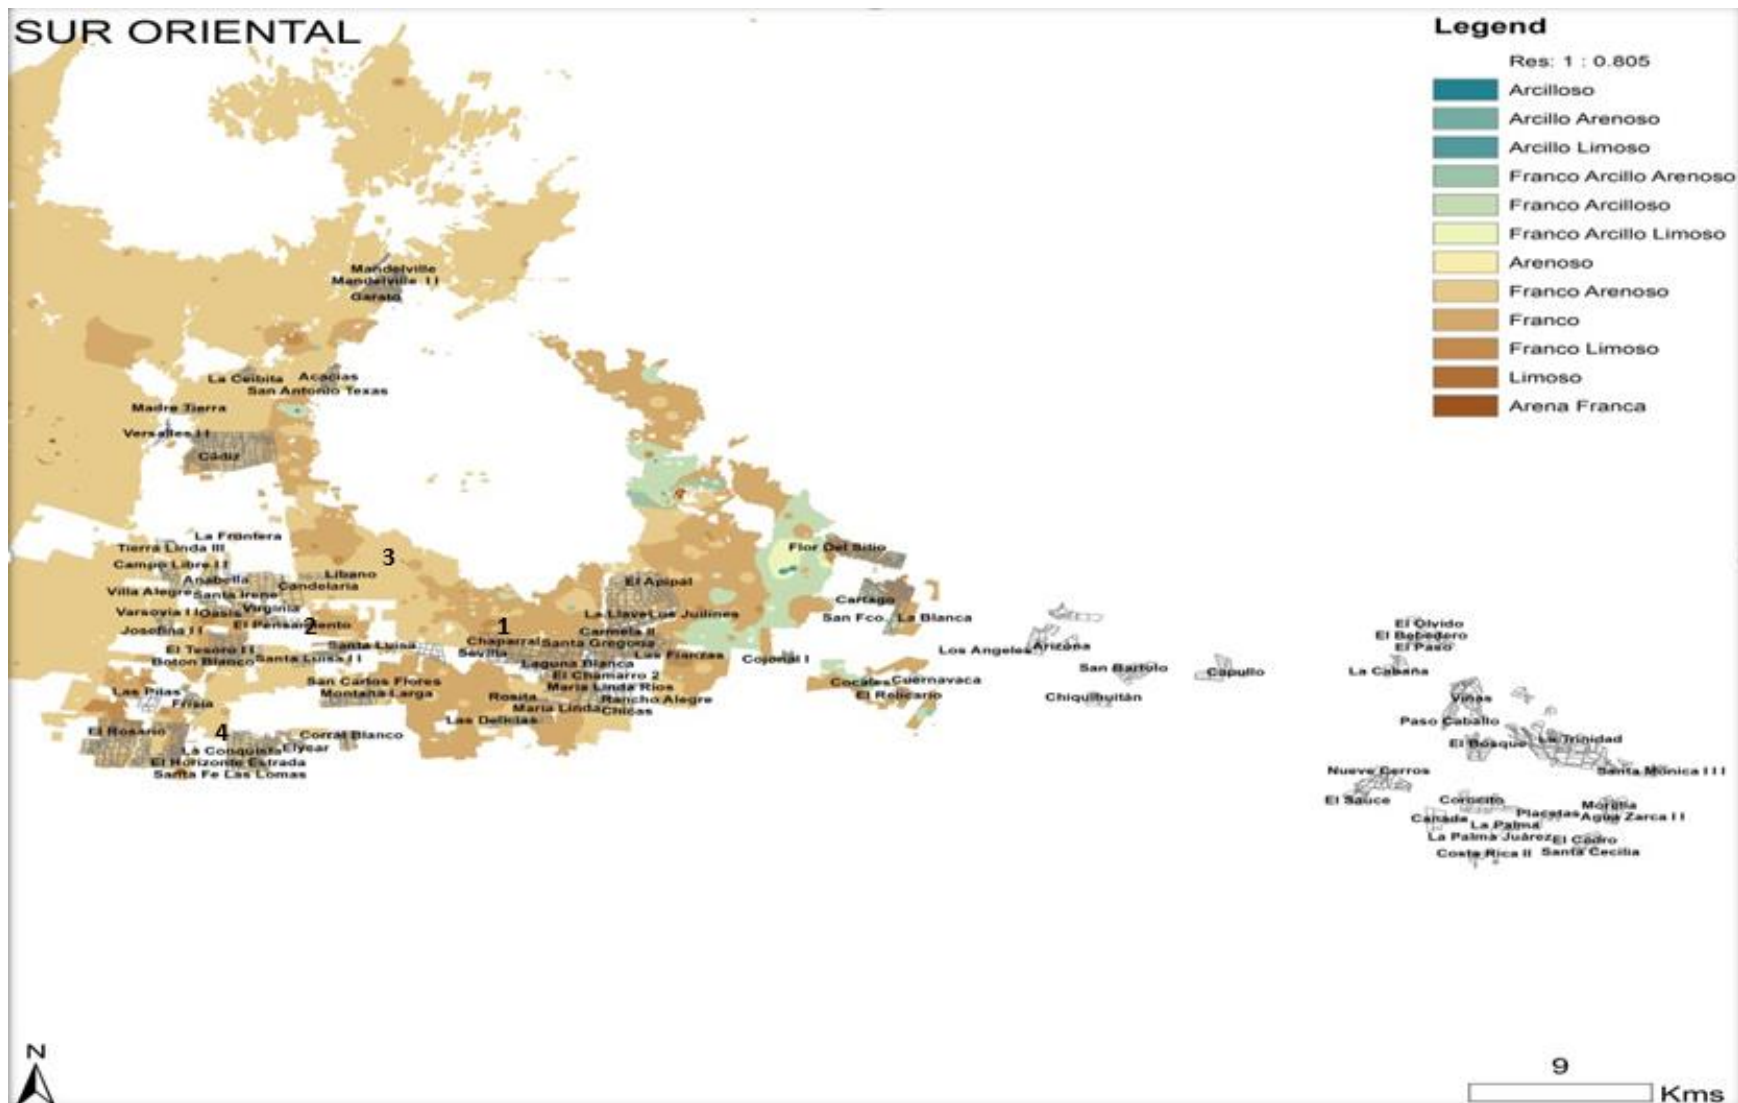 SUR ORIENTAL
Legend
Res: 1 : 0.805
Arcilloso
Arcillo Arenoso
Arcillo Limoso
Franco Arcillo Arenoso
Franco Arcilloso
Franco Arcillo Limoso
Arenoso
Franco Arenoso
Franco
Franco Limoso
Limoso
Arena Franca
Mandelville
Mandelville II
Garato
La Ceibita
Acacias
San Antonio Texas
Madre Tierra
Versalles II
Cádiz
La Frontera
Tierra Linda III
Campo Libre II
Anabella
Libano
Candelaria
Villa Alegre
Santa Irene
Varsovia II
Oasis
Virginia
Josefina II
El Pensamiento
El Tesoro II
Boton Blanco
Santa Luisa
Santa Luisa II
3
2
1
4
Chaparral
Santa Gregoria
Sevilla
Laguna Blanca
Las Fianzas
El Chamarro 2
Maria Linda Rios
Rancho Alegre
Maria Linda
Chicas
Rosita
Las Delicias
San Carlos Flores
Montaña Larga
Las Pilas
Frisia
El Rosario
Corral Blanco
La Conquista
Elyear
El Horizonte Estrada
Santa Fe Las Lomas
El Apipal
La Llave
Los Juilines
Carmela II
Flor Del Sitio
Cartago
San Fco.
La Blanca
Cojonal I
Cocales
Cuernavaca
El Relicario
Los Angeles
Arizona
San Bartolo
Chiquihuitán
Capullo
El Olvido
El Bebedero
El Paso
La Cabaña
Viñas
Paso Caballo
El Bosque
La Trinidad
Santa Mónica III
Nueve Cerros
El Sauce
Corocito
Canada
Placetas
Morelia
Agua Zarca II
La Palma
La Palma Juárez
El Cedro
Costa Rica II
Santa Cecilia
N
9
Kms